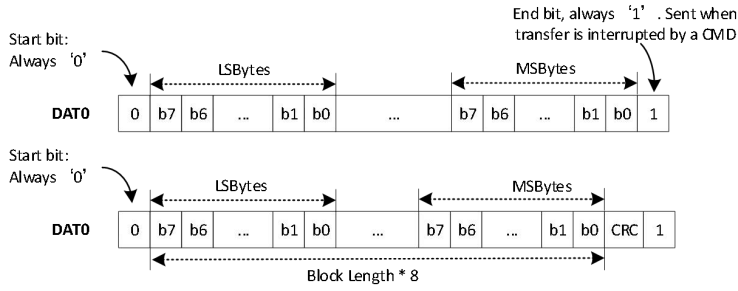 End bit, always ‘1’ . Sent when
transfer is interrupted by a CMD
Start bit:
Always ‘0’
LSBytes
MSBytes
DAT0 0 b7 b6 ... b1 b0 ... b7 b6 ... b1 b0 1
Start bit:
Always ‘0’
LSBytes
MSBytes
DAT0 0 b7 b6 ... b1 b0 ... b7 b6 ... b1 b0 CRC 1
Block Length * 8